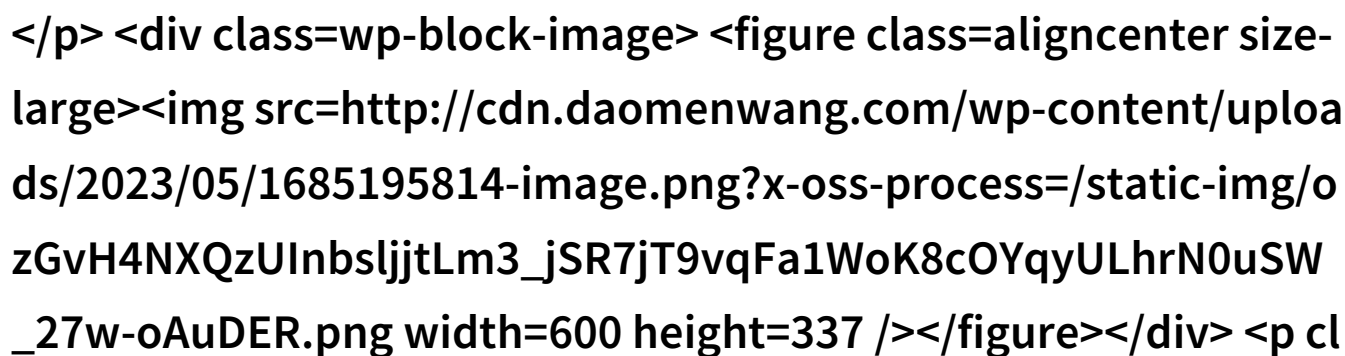 </p> <div class=wp-block-image> <figure class=aligncenter size-
large><img src=http://cdn.daomenwang.com/wp-content/uploa
ds/2023/05/1685195814-image.png?x-oss-process=/static-img/o
zGvH4NXQzUInbsljjtLm3_jSR7jT9vqFa1WoK8cOYqyULhrN0uSW
_27w-oAuDER.png width=600 height=337 /></figure></div> <p cl